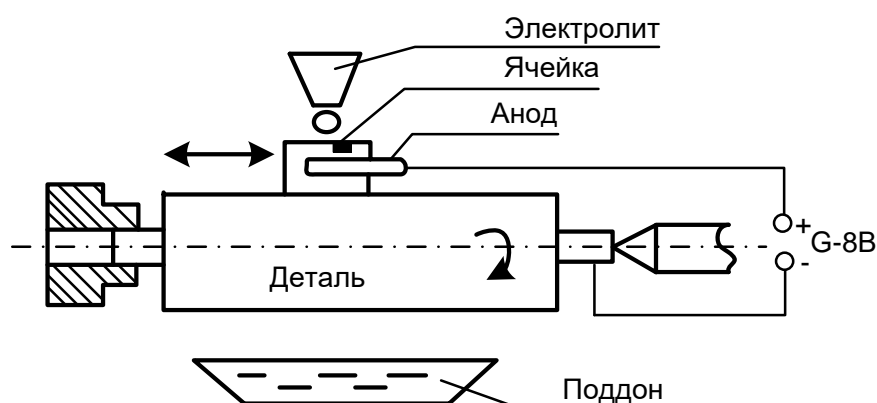 Электролит
Ячейка
Анод
+
G-8В
-
Деталь
Поддон